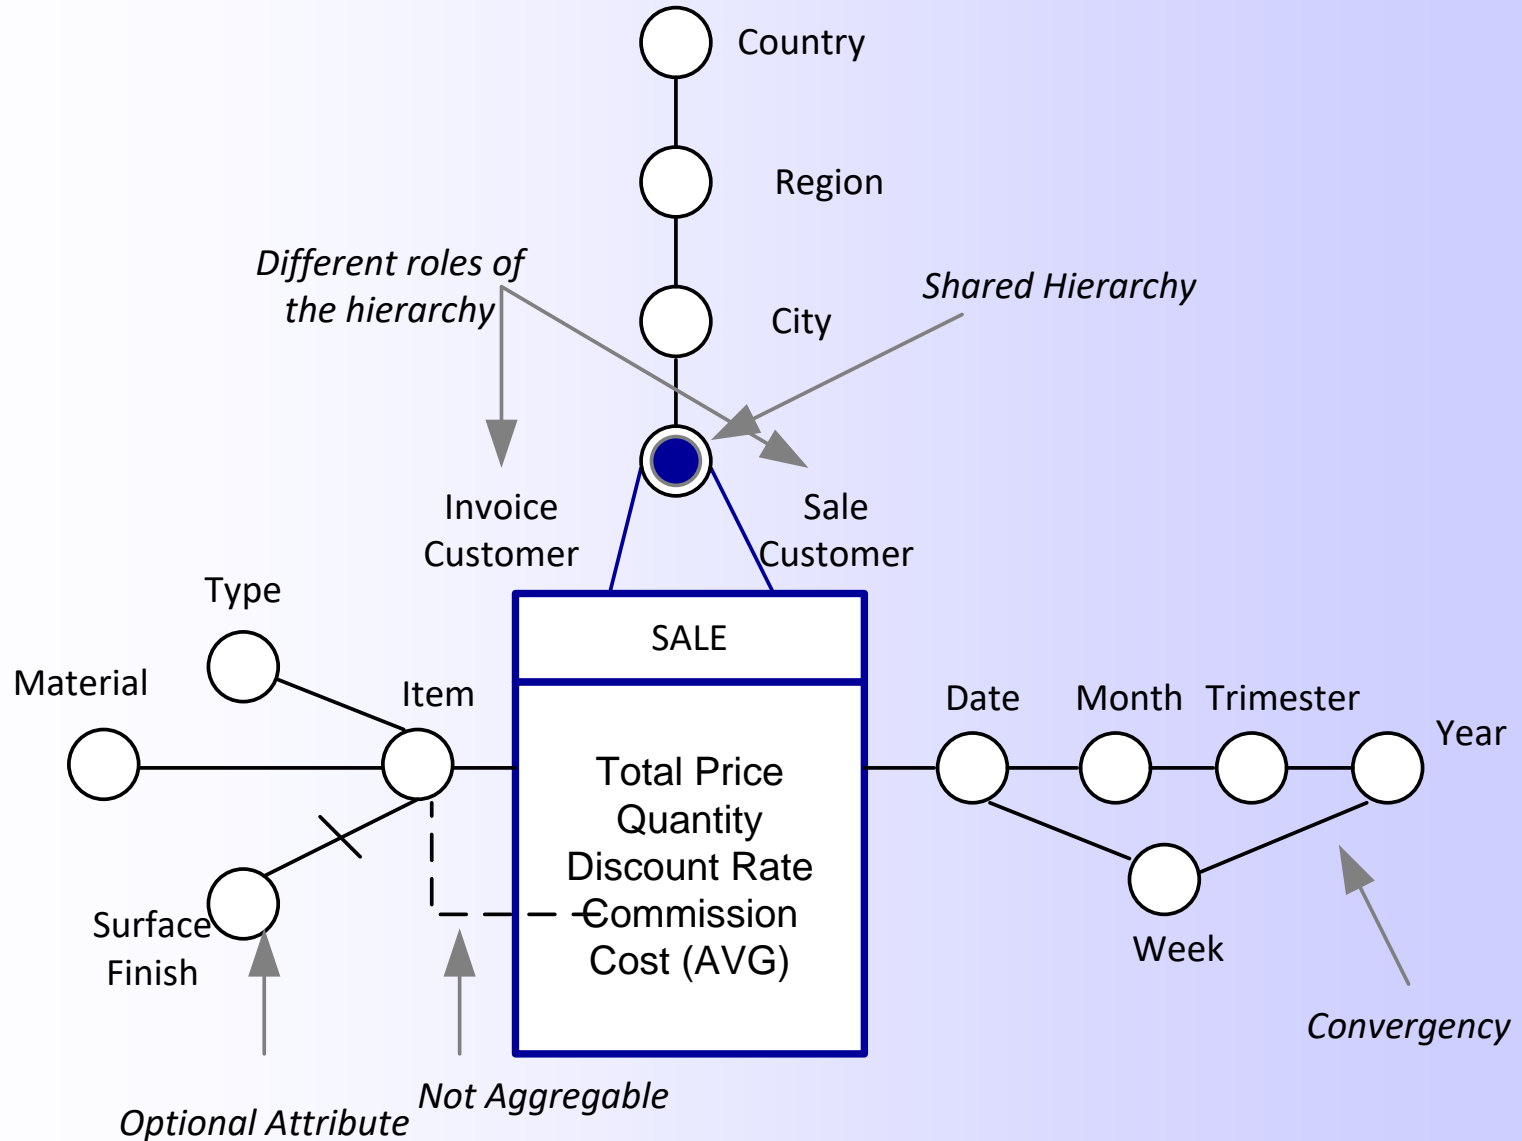 Country
Region
Different roles of
the hierarchy
Shared Hierarchy
City
Invoice
Customer
Sale
Customer
Type
SALE
Material
Item
Date
Month
Trimester
Year
Total Price
Quantity
Discount Rate
Commission
Cost (AVG)
Surface
Finish
Week
Convergency
Not Aggregable
Optional Attribute